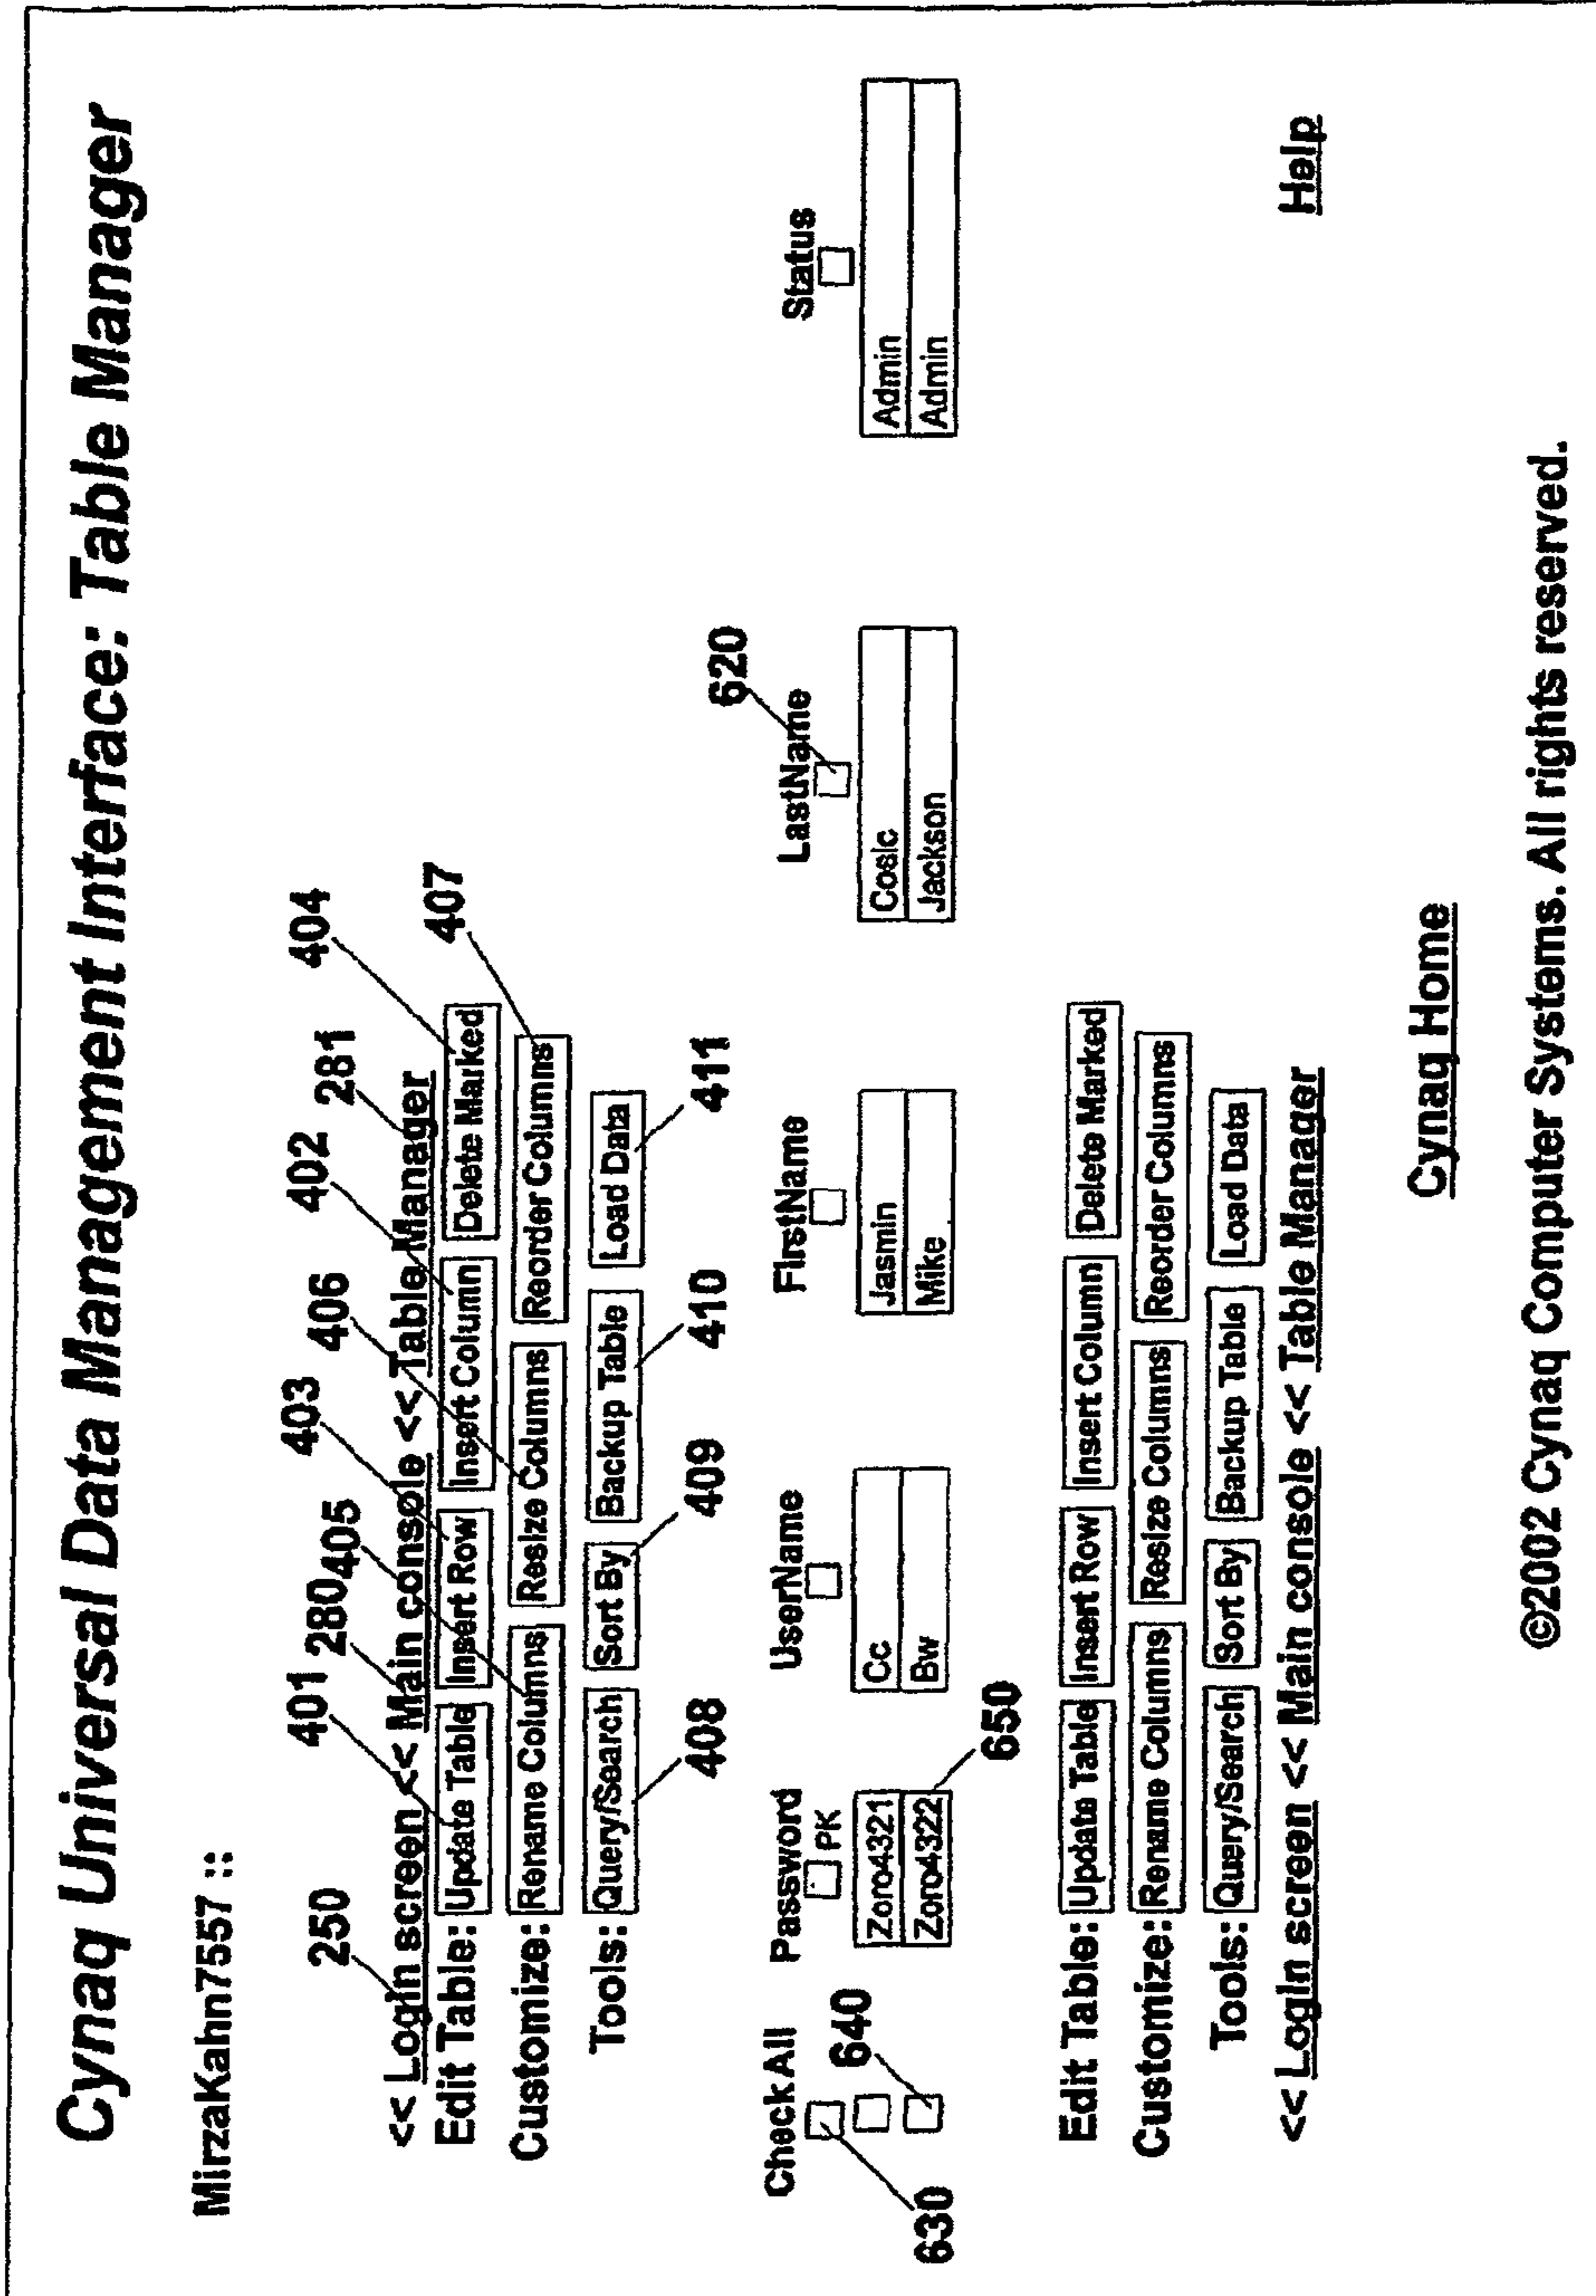 Cynaq Universal Data Management Interface: Table Manager
MirzaKahn7557 ::
250 401 280 405 403 406 402 281 404
<< Login screen << Main console << Table Manager
Edit Table: Update Table Insert Row Insert Column Delete Marked
407
Customize: Rename Columns Resize Columns Reorder Columns
Tools: Query/Search Sort By Backup Table Load Data
408 409 410 411
620
CheckAll Password UserName FirstName LastName Status
PK
630 640
Zoro4321 Cc Jasmin Cosic Admin
Zoro4322 Bw Mike Jackson Admin
650
Edit Table: Update Table Insert Row Insert Column Delete Marked
Customize: Rename Columns Resize Columns Reorder Columns
Tools: Query/Search Sort By Backup Table Load Data
<< Login screen << Main console << Table Manager
Help
Cynaq Home
©2002 Cynaq Computer Systems. All rights reserved.